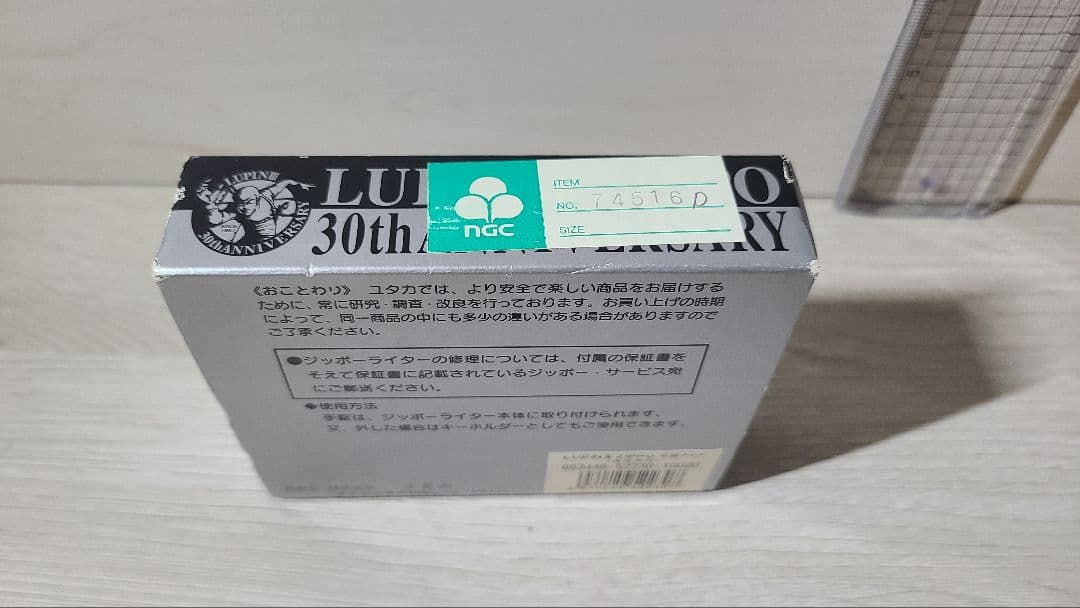 LUPINⅢ
30th ANNIVERSARY
LUP
O
30th ANNIVERSARY
ngc
ITEM
NO. 74516p
SIZE
《おことわり》 ユタカでは、より安全で楽しい商品をお届けする
ために、常に研究・調査・改良を行っております。お買い上げの時期
によって、同一商品の中にも多少の違いがある場合がありますので
ご了承ください。
●ジッポーライターの修理については、付属の保証書を
そえて保証書に記載されているジッポー・サービス宛
にご郵送ください。
◆使用方法
手錠は、ジッポーライター本体に取り付けられます。
又、外した場合はキーホルダーとしてもご使用できます。